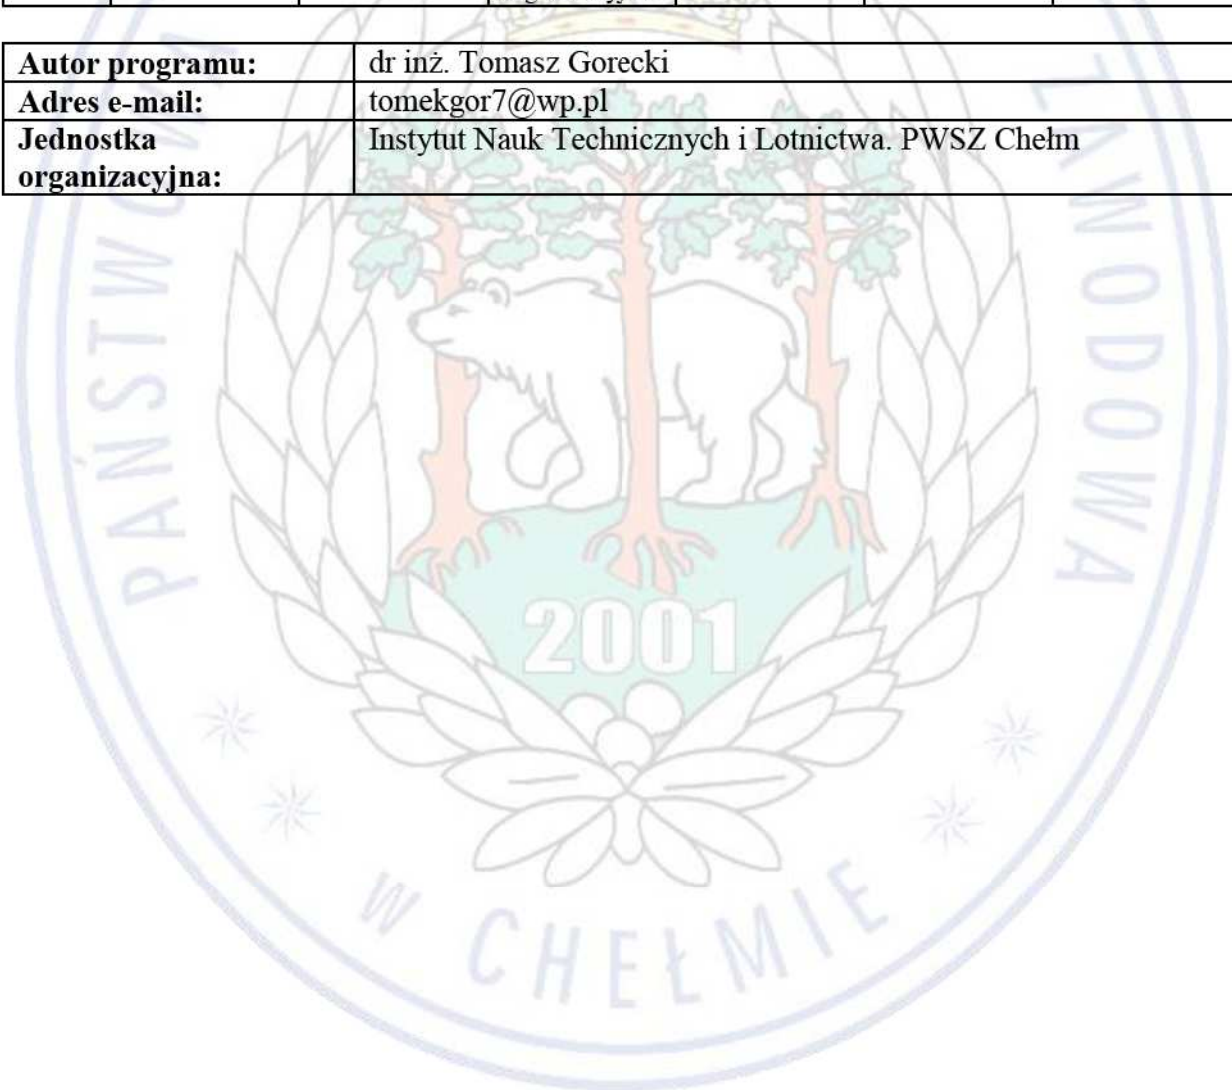 Autor programu: dr inż. Tomasz Gorecki
Adres e-mail: tomekgor7@wp.pl
Jednostka organizacyjna: Instytut Nauk Technicznych i Lotnictwa. PWSZ Chełm
PAŃSTWOWA
ZAWODOWA
2001
W CHEŁMIE